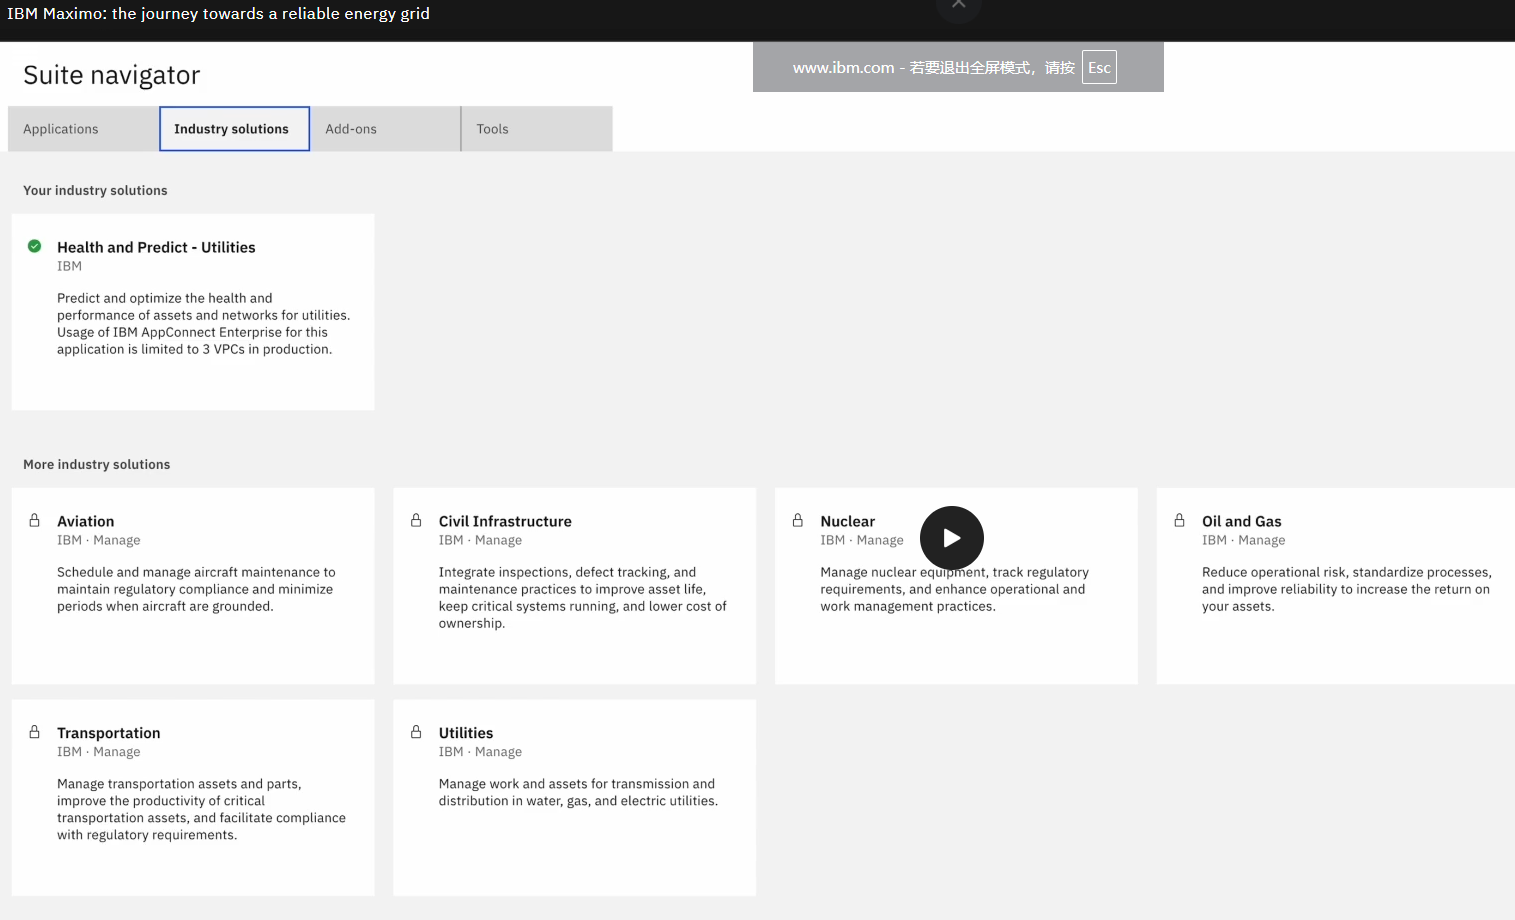 IBM Maximo: the journey towards a reliable energy grid
Suite navigator
www.ibm.com - 若要退出全屏模式，请按 Esc
Applications
Industry solutions
Add-ons
Tools
Your industry solutions
Health and Predict - Utilities
IBM
Predict and optimize the health and
performance of assets and networks for utilities.
Usage of IBM AppConnect Enterprise for this
application is limited to 3 VPCs in production.
More industry solutions
Aviation
IBM · Manage
Schedule and manage aircraft maintenance to
maintain regulatory compliance and minimize
periods when aircraft are grounded.
Civil Infrastructure
IBM · Manage
Integrate inspections, defect tracking, and
maintenance practices to improve asset life,
keep critical systems running, and lower cost of
ownership.
Nuclear
IBM · Manage
Manage nuclear equipment, track regulatory
requirements, and enhance operational and
work management practices.
Oil and Gas
IBM · Manage
Reduce operational risk, standardize processes,
and improve reliability to increase the return on
your assets.
Transportation
IBM · Manage
Manage transportation assets and parts,
improve the productivity of critical
transportation assets, and facilitate compliance
with regulatory requirements.
Utilities
IBM · Manage
Manage work and assets for transmission and
distribution in water, gas, and electric utilities.